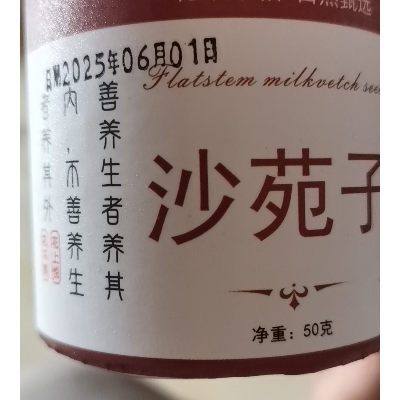 日期2025年06月01日
Flatstem milkvetch seed
善养生者养其
内，不善养生
者养其外
沙苑子
净重：50克